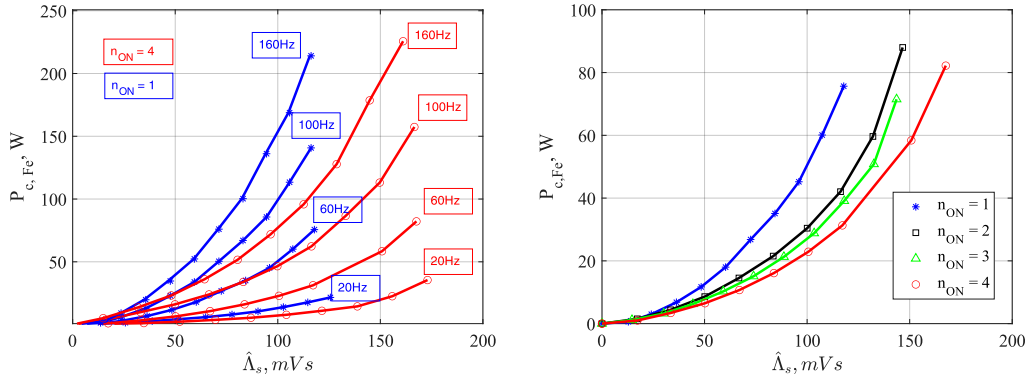 250
200
150
100
50
0
50
100
150
200
P_c, Fe, W
Λ̂_s, mVs
n_ON = 4
n_ON = 1
160Hz
160Hz
100Hz
100Hz
60Hz
60Hz
20Hz
20Hz
100
80
60
40
20
0
0
50
100
150
200
P_c,Fe, W
Λ̂_s, mVs
n_ON = 1
n_ON = 2
n_ON = 3
n_ON = 4